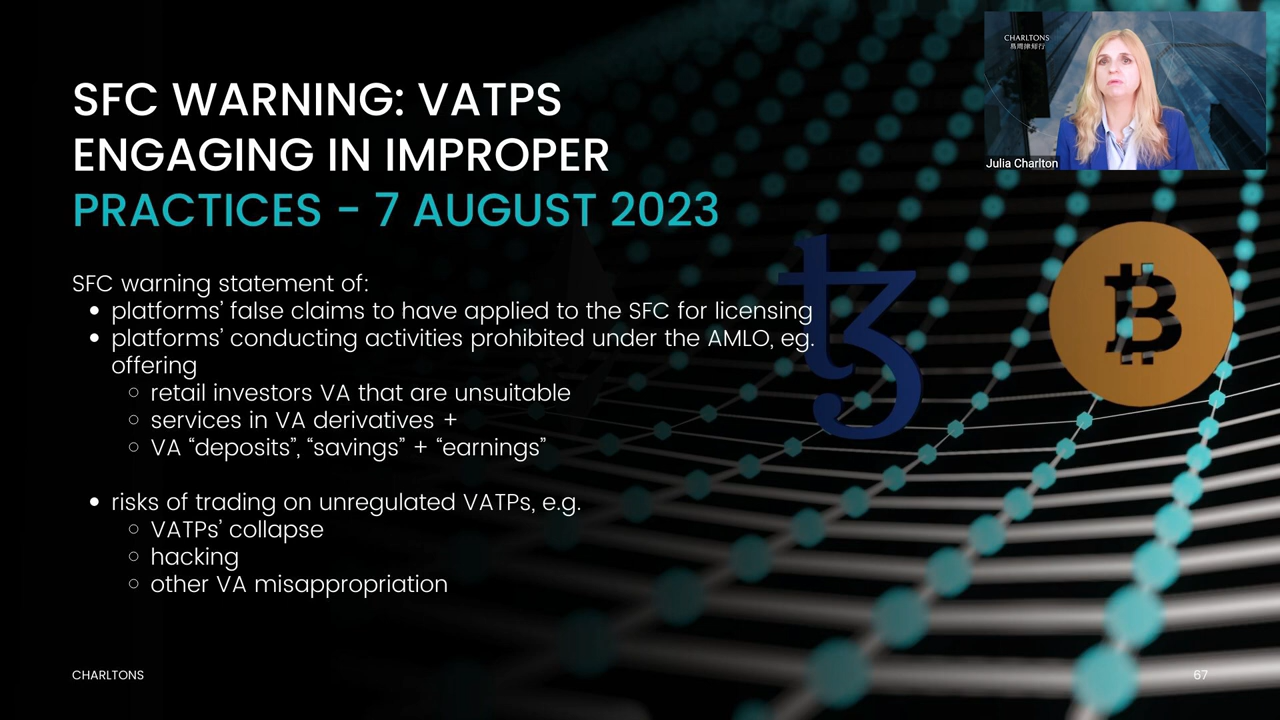 CHARLTONS
易周律師行
Julia Charlton
SFC WARNING: VATPS
ENGAGING IN IMPROPER
PRACTICES - 7 AUGUST 2023
SFC warning statement of:
• platforms’ false claims to have applied to the SFC for licensing
• platforms’ conducting activities prohibited under the AMLO, eg.
offering
○ retail investors VA that are unsuitable
○ services in VA derivatives +
○ VA “deposits”, “savings” + “earnings”
• risks of trading on unregulated VATPs, e.g.
○ VATPs’ collapse
○ hacking
○ other VA misappropriation
CHARLTONS
67